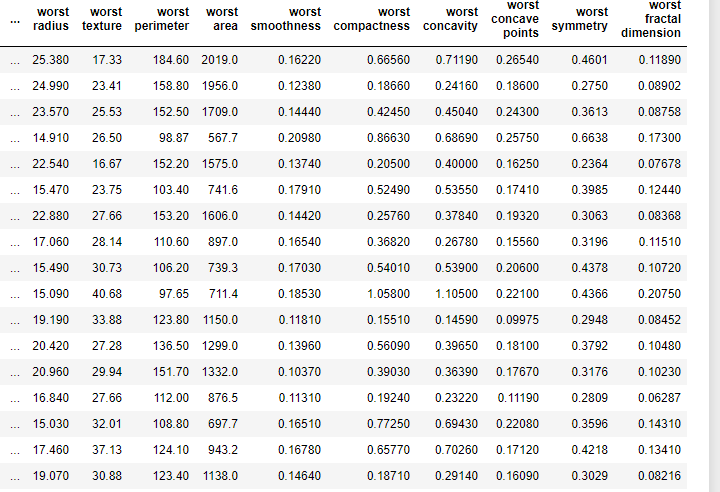 ... worst radius worst texture worst perimeter worst area worst smoothness worst compactness worst concavity worst concave points worst symmetry worst fractal dimension
... 25.380 17.33 184.60 2019.0 0.16220 0.66560 0.71190 0.26540 0.4601 0.11890
... 24.990 23.41 158.80 1956.0 0.12380 0.18660 0.24160 0.18600 0.2750 0.08902
... 23.570 25.53 152.50 1709.0 0.14440 0.42450 0.45040 0.24300 0.3613 0.08758
... 14.910 26.50 98.87 567.7 0.20980 0.86630 0.68690 0.25750 0.6638 0.17300
... 22.540 16.67 152.20 1575.0 0.13740 0.20500 0.40000 0.16250 0.2364 0.07678
... 15.470 23.75 103.40 741.6 0.17910 0.52490 0.53550 0.17410 0.3985 0.12440
... 22.880 27.66 153.20 1606.0 0.14420 0.25760 0.37840 0.19320 0.3063 0.08368
... 17.060 28.14 110.60 897.0 0.16540 0.36820 0.26780 0.15560 0.3196 0.11510
... 15.490 30.73 106.20 739.3 0.17030 0.54010 0.53900 0.20600 0.4378 0.10720
... 15.090 40.68 97.65 711.4 0.18530 1.05800 1.10500 0.22100 0.4366 0.20750
... 19.190 33.88 123.80 1150.0 0.11810 0.15510 0.14590 0.09975 0.2948 0.08452
... 20.420 27.28 136.50 1299.0 0.13960 0.56090 0.39650 0.18100 0.3792 0.10480
... 20.960 29.94 151.70 1332.0 0.10370 0.39030 0.36390 0.17670 0.3176 0.10230
... 16.840 27.66 112.00 876.5 0.11310 0.19240 0.23220 0.11190 0.2809 0.06287
... 15.030 32.01 108.80 697.7 0.16510 0.77250 0.69430 0.22080 0.3596 0.14310
... 17.460 37.13 124.10 943.2 0.16780 0.65770 0.70260 0.17120 0.4218 0.13410
... 19.070 30.88 123.40 1138.0 0.14640 0.18710 0.29140 0.16090 0.3029 0.08216